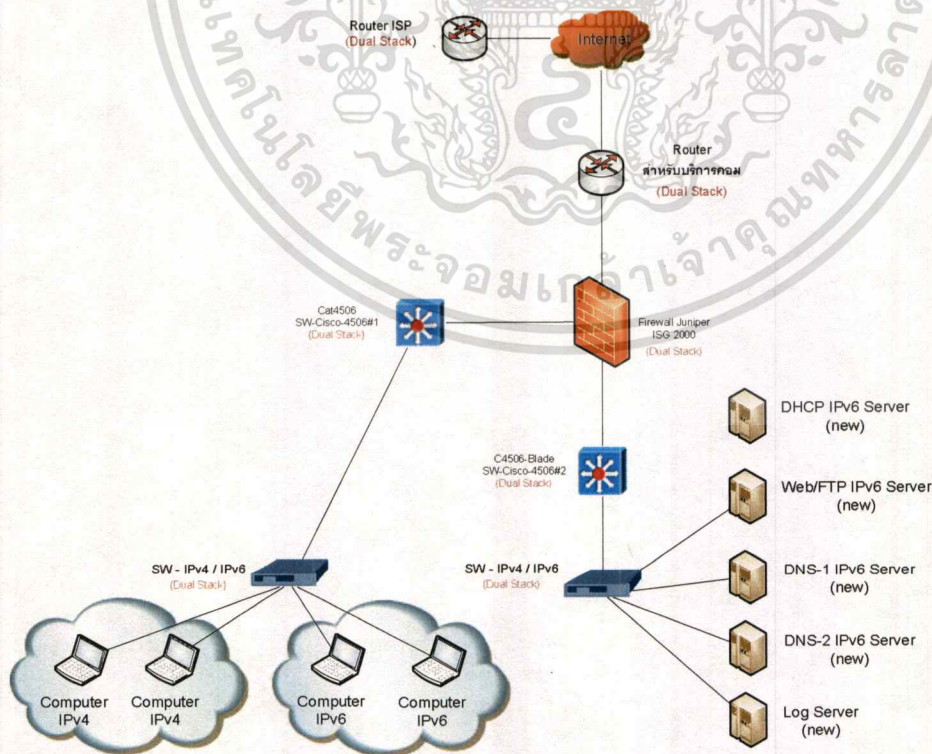 Router ISP
(Dual Stack)
Internet
Router
สำหรับบริการคอม
(Dual Stack)
Cat4506
SW-Cisco-4506#1
(Dual Stack)
Firewall Juniper
ISG 2000
(Dual Stack)
DHCP IPv6 Server
(new)
C4506-Blade
SW-Cisco-4506#2
(Dual Stack)
Web/FTP IPv6 Server
(new)
SW - IPv4 / IPv6
(Dual Stack)
SW - IPv4 / IPv6
(Dual Stack)
DNS-1 IPv6 Server
(new)
DNS-2 IPv6 Server
(new)
Computer
IPv4
Computer
IPv4
Computer
IPv6
Computer
IPv6
Log Server
(new)